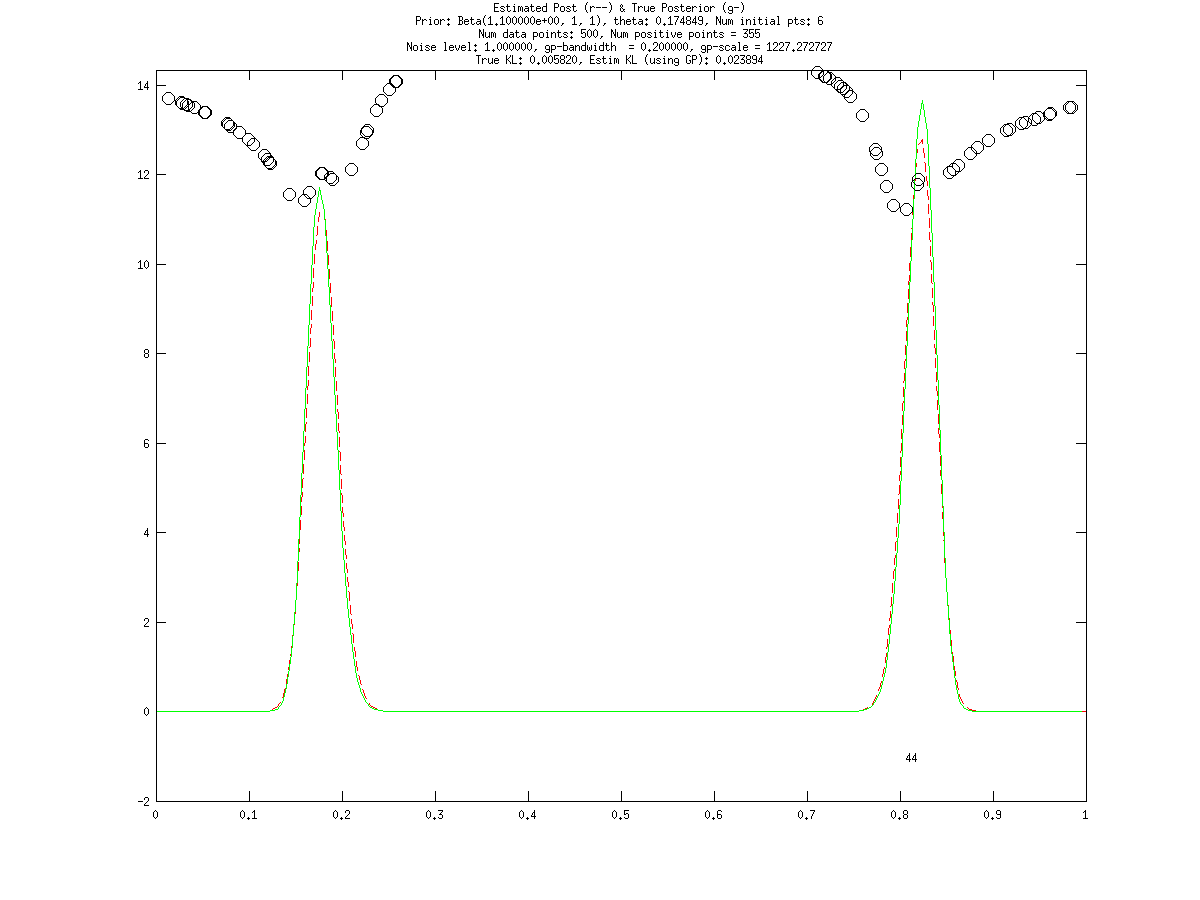 Estimated Post (r--) & True Posterior (g-)
Prior: Beta(1.100000e+00, 1, 1), theta: 0.174849, Num initial pts: 6
Num data points: 500, Num positive points = 355
Noise level: 1.000000, gp-bandwidth  = 0.200000, gp-scale = 1227.272727
True KL: 0.005820, Estim KL (using GP): 0.023894
14
12
10
8
6
4
2
0
44
-2
0 0.1 0.2 0.3 0.4 0.5 0.6 0.7 0.8 0.9 1